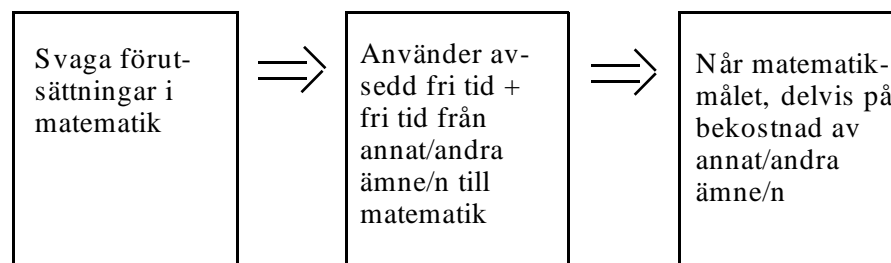 Svaga förut-
sättningar i
matematik
Använder av-
sedd fri tid +
fri tid från
annat/andra
ämne/n till
matematik
Når matematik-
målet, delvis på
bekostnad av
annat/andra
ämne/n